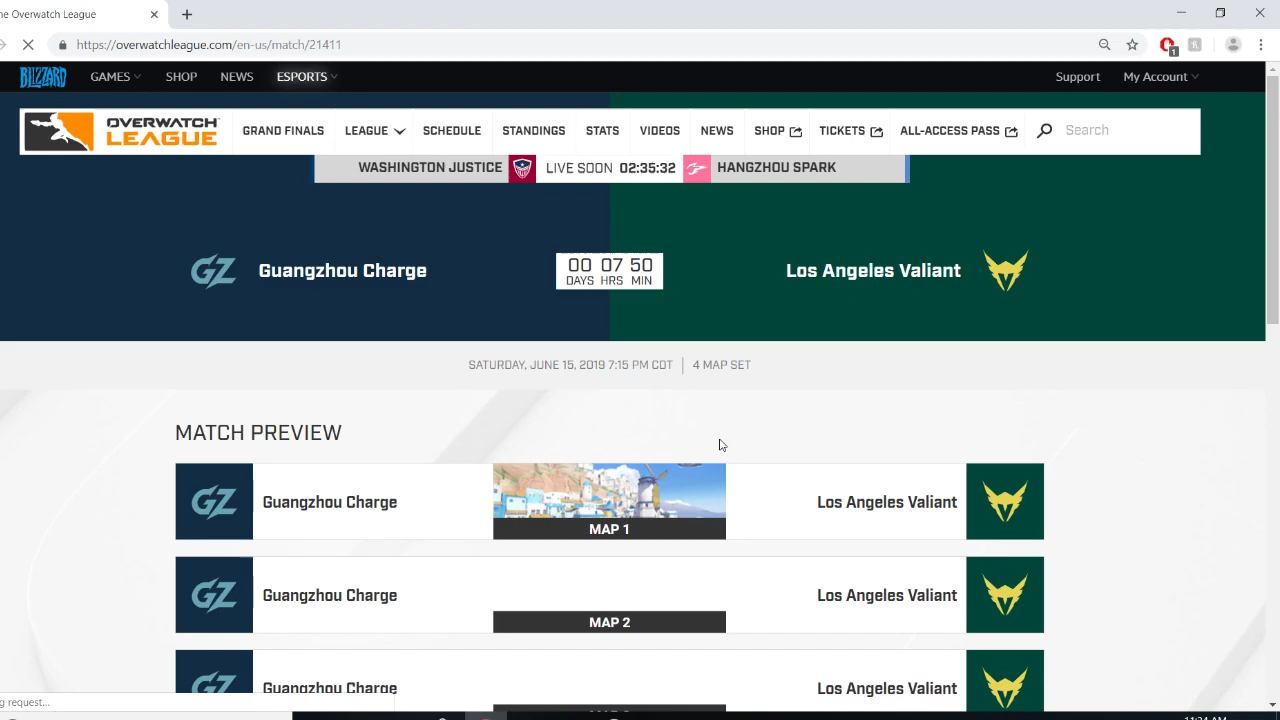 he Overwatch League
https://overwatchleague.com/en-us/match/21411
1
BLIZZARD GAMES SHOP NEWS ESPORTS Support My Account
OVERWATCH LEAGUE GRAND FINALS LEAGUE SCHEDULE STANDINGS STATS VIDEOS NEWS SHOP TICKETS ALL-ACCESS PASS Search
WASHINGTON JUSTICE LIVE SOON 02:35:32 HANGZHOU SPARK
GZ Guangzhou Charge 00 07 50 Los Angeles Valiant
DAYS HRS MIN
SATURDAY, JUNE 15, 2019 7:15 PM CDT 4 MAP SET
MATCH PREVIEW
GZ Guangzhou Charge Los Angeles Valiant
MAP 1
GZ Guangzhou Charge Los Angeles Valiant
MAP 2
GZ Guangzhou Charge Los Angeles Valiant
g request...